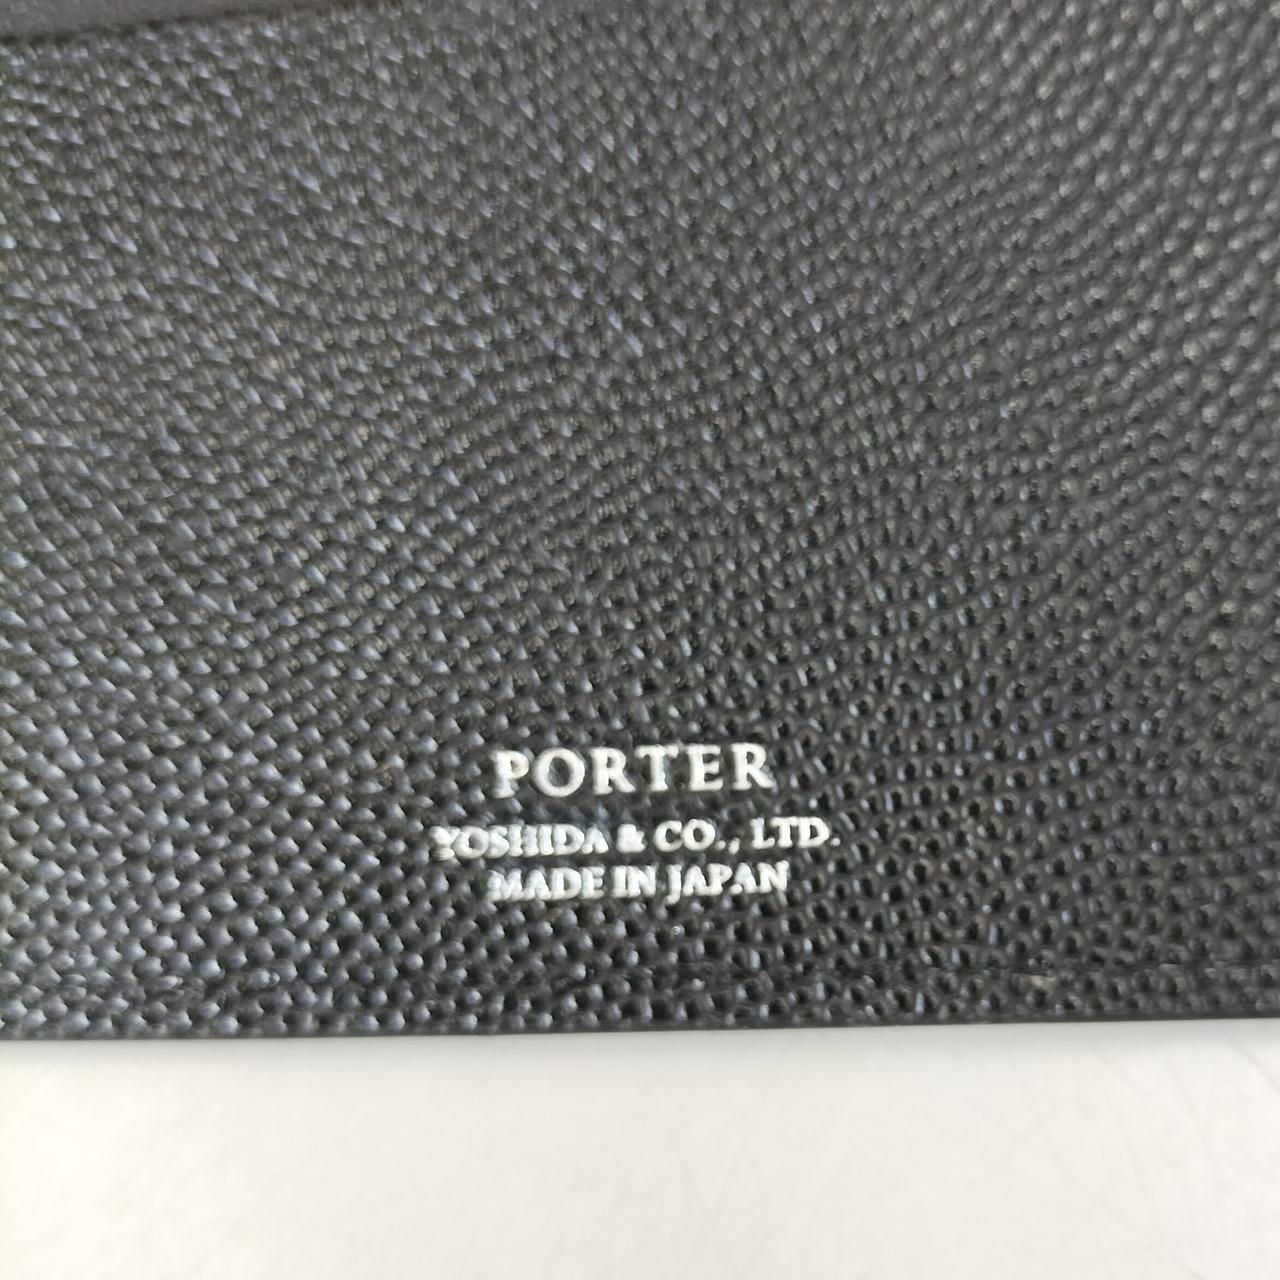 PORTER
YOSHIDA & CO., LTD.
MADE IN JAPAN